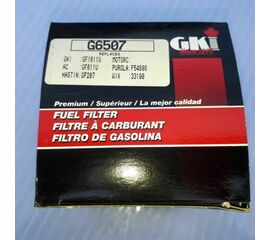 G6507
REPLACES
GKI :GF1611U MOTORC:
AC :GF611U PUROLA:F54686
HASTIN:GF287 WIX :33198
GKI
Premium / Supérieur / La mejor calidad
FUEL FILTER
FILTRE À CARBURANT
FILTRO DE GASOLINA